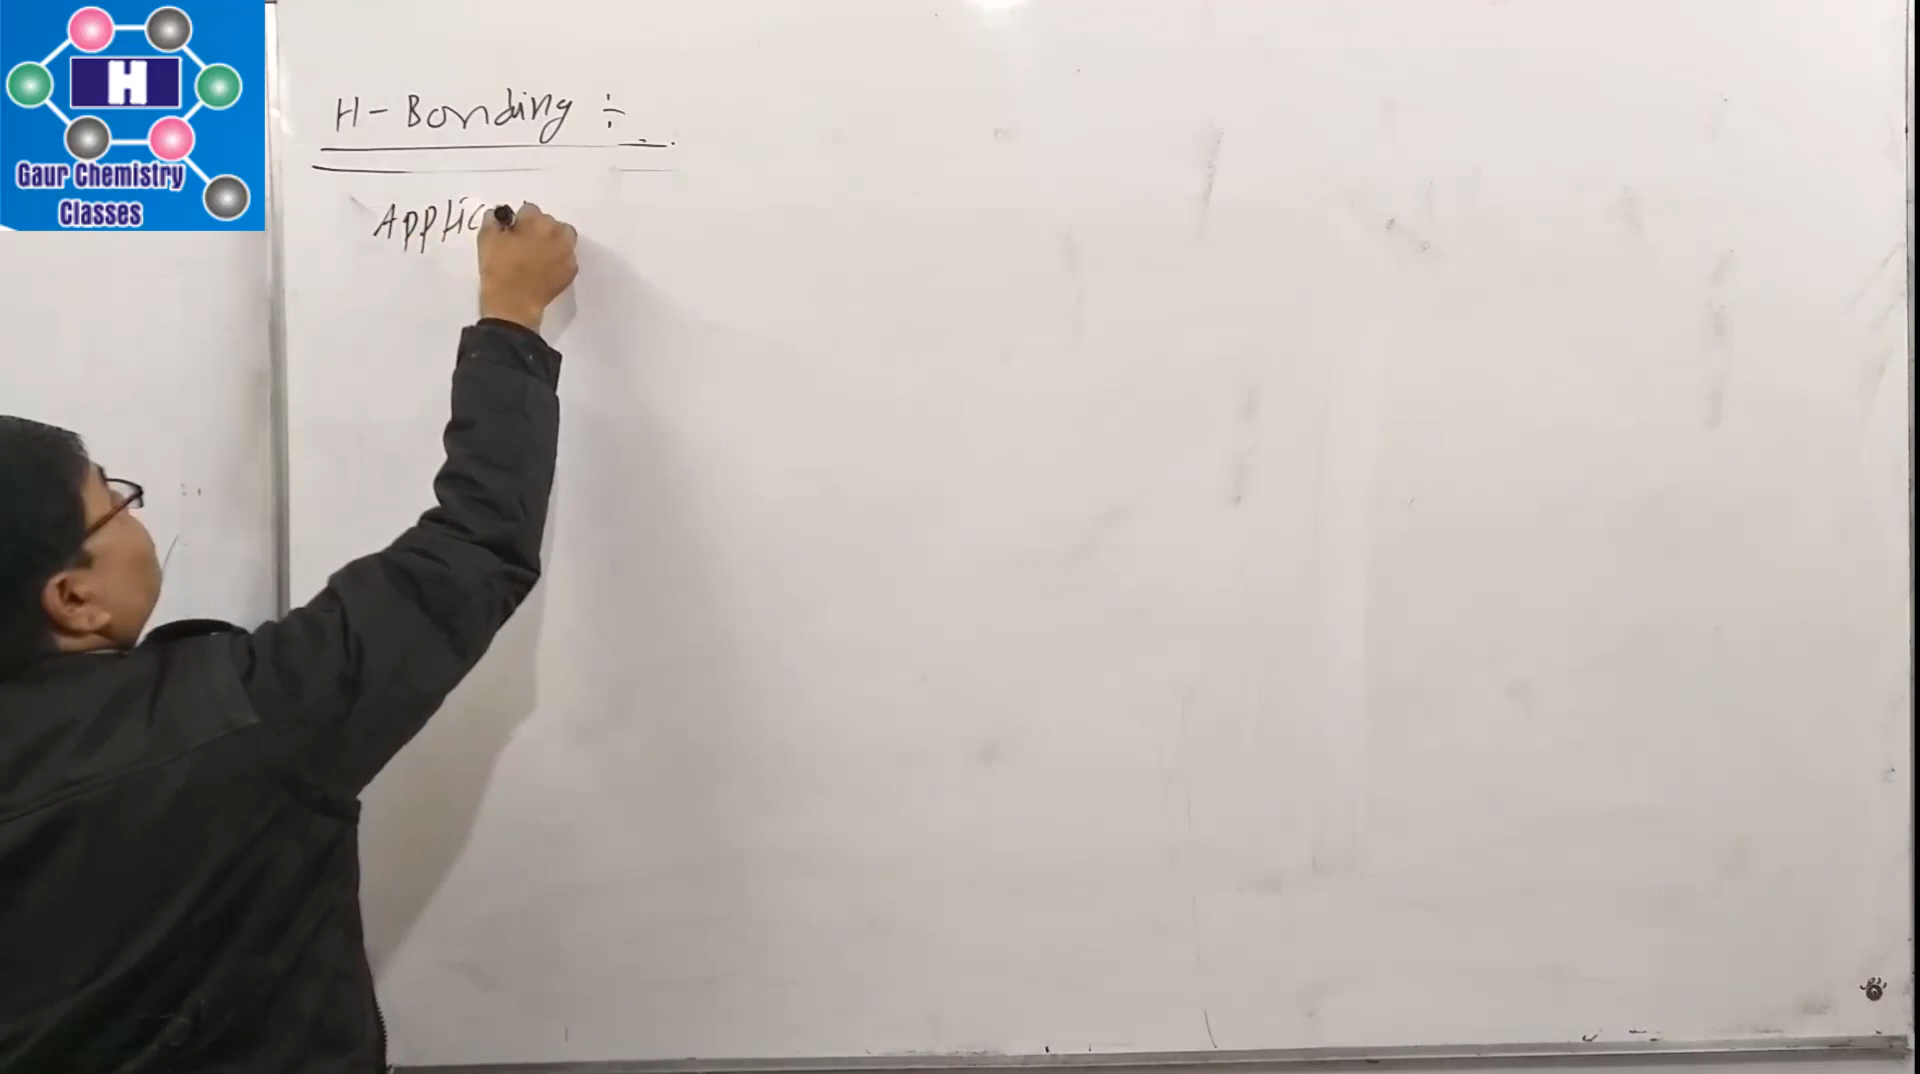 H
Gaur Chemistry
Classes
H - Bonding ÷
Applic